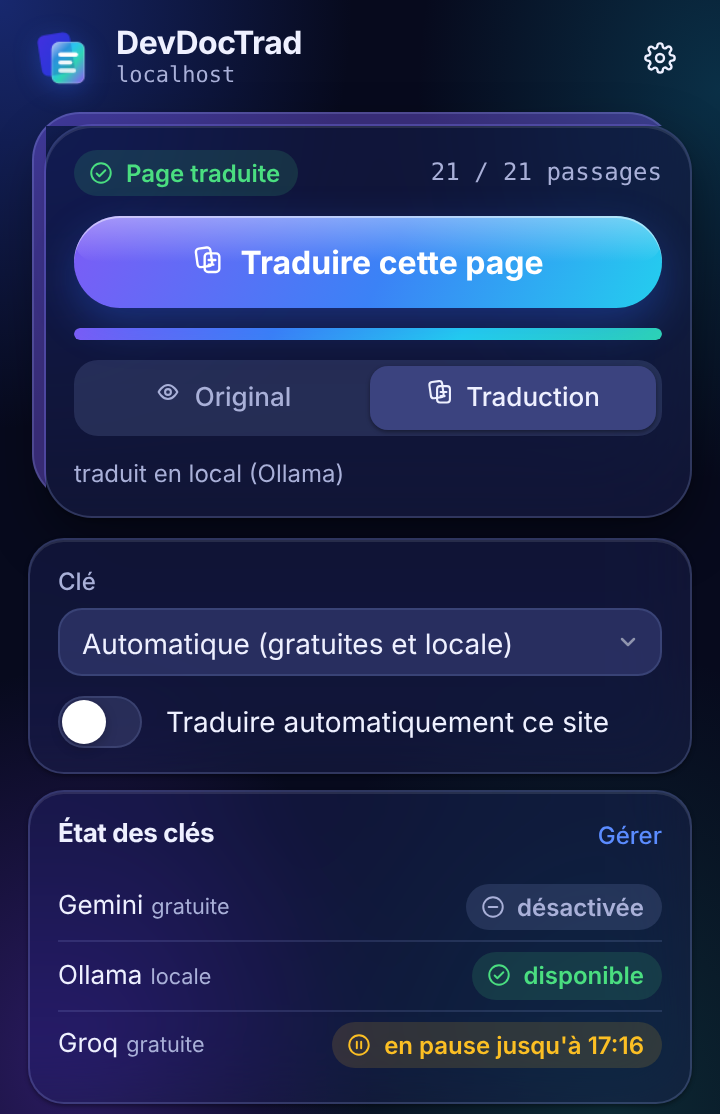 DevDocTrad
localhost
Page traduite
21 / 21 passages
Traduire cette page
Original
Traduction
traduit en local (Ollama)
Clé
Automatique (gratuites et locale)
Traduire automatiquement ce site
État des clés
Gérer
Gemini gratuite
désactivée
Ollama locale
disponible
Groq gratuite
en pause jusqu'à 17:16